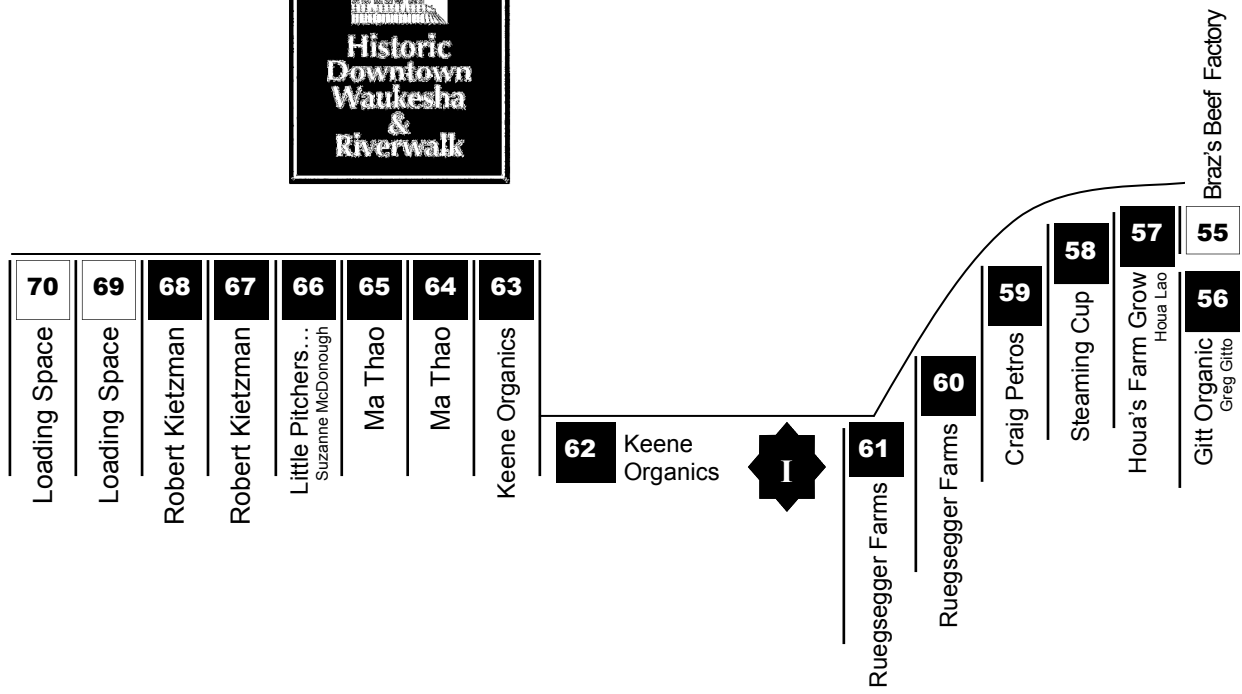 Historic
Downtown
Waukesha
&
Riverwalk
70
Loading Space
69
Loading Space
68
Robert Kietzman
67
Robert Kietzman
66
Little Pitchers…
Suzanne McDonough
65
Ma Thao
64
Ma Thao
63
Keene Organics
62
Keene
Organics
I
61
Ruegsegger Farms
60
Ruegsegger Farms
59
Craig Petros
58
Steaming Cup
57
Houa's Farm Grow
Houa Lao
Braz's Beef Factory
55
56
Gitt Organic
Greg Gitto